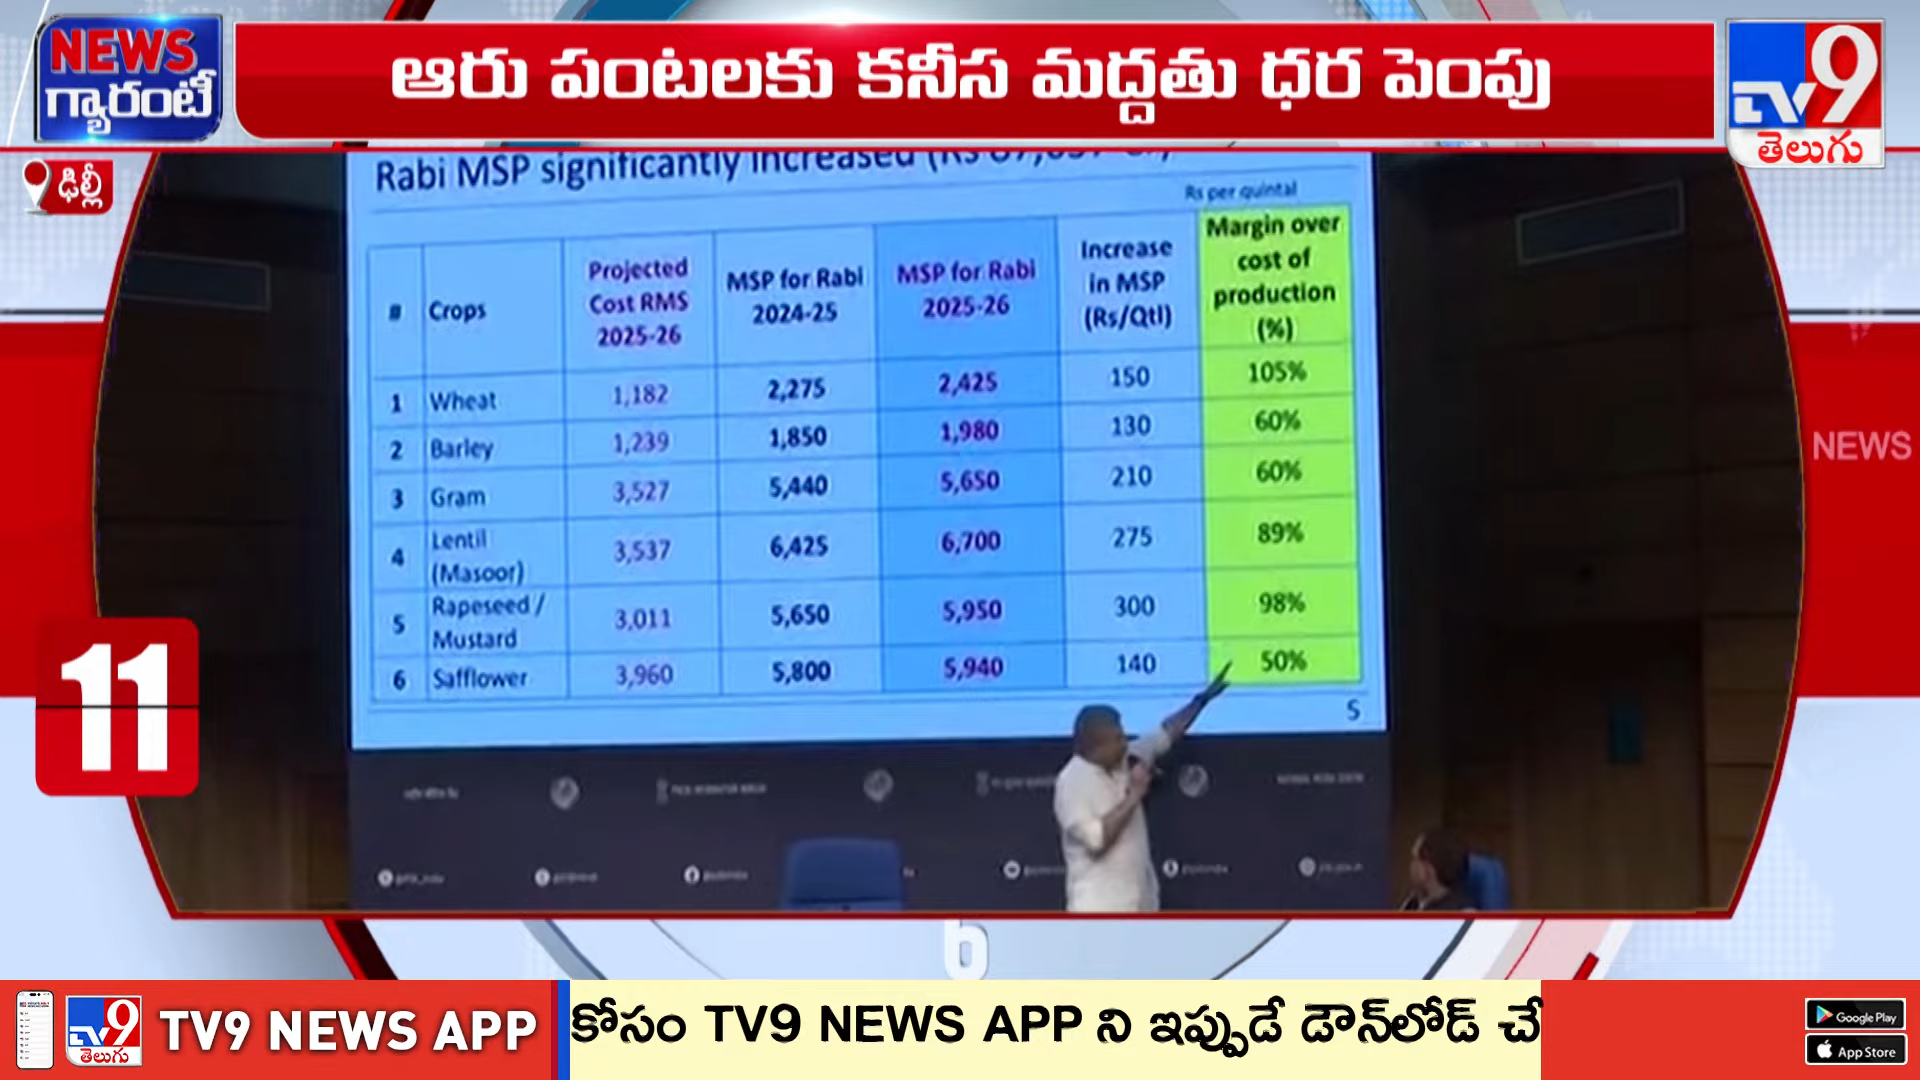 NEWS
గ్యారంటీ
ఆరు పంటలకు కనీస మద్దతు ధర పెంపు
TV9
తెలుగు
ఢిల్లీ
Rabi MSP significantly increased
Rs per quintal
# Crops Projected Cost RMS 2025-26 MSP for Rabi 2024-25 MSP for Rabi 2025-26 Increase in MSP (Rs/Qtl) Margin over cost of production (%)
1 Wheat 1,182 2,275 2,425 150 105%
2 Barley 1,239 1,850 1,980 130 60%
3 Gram 3,527 5,440 5,650 210 60%
4 Lentil (Masoor) 3,537 6,425 6,700 275 89%
5 Rapeseed / Mustard 3,011 5,650 5,950 300 98%
6 Safflower 3,960 5,800 5,940 140 50%
5
NEWS
11
6
TV9
తెలుగు
TV9 NEWS APP
కోసం TV9 NEWS APP ని ఇప్పుడే డౌన్‌లోడ్ చే
Google Play
App Store